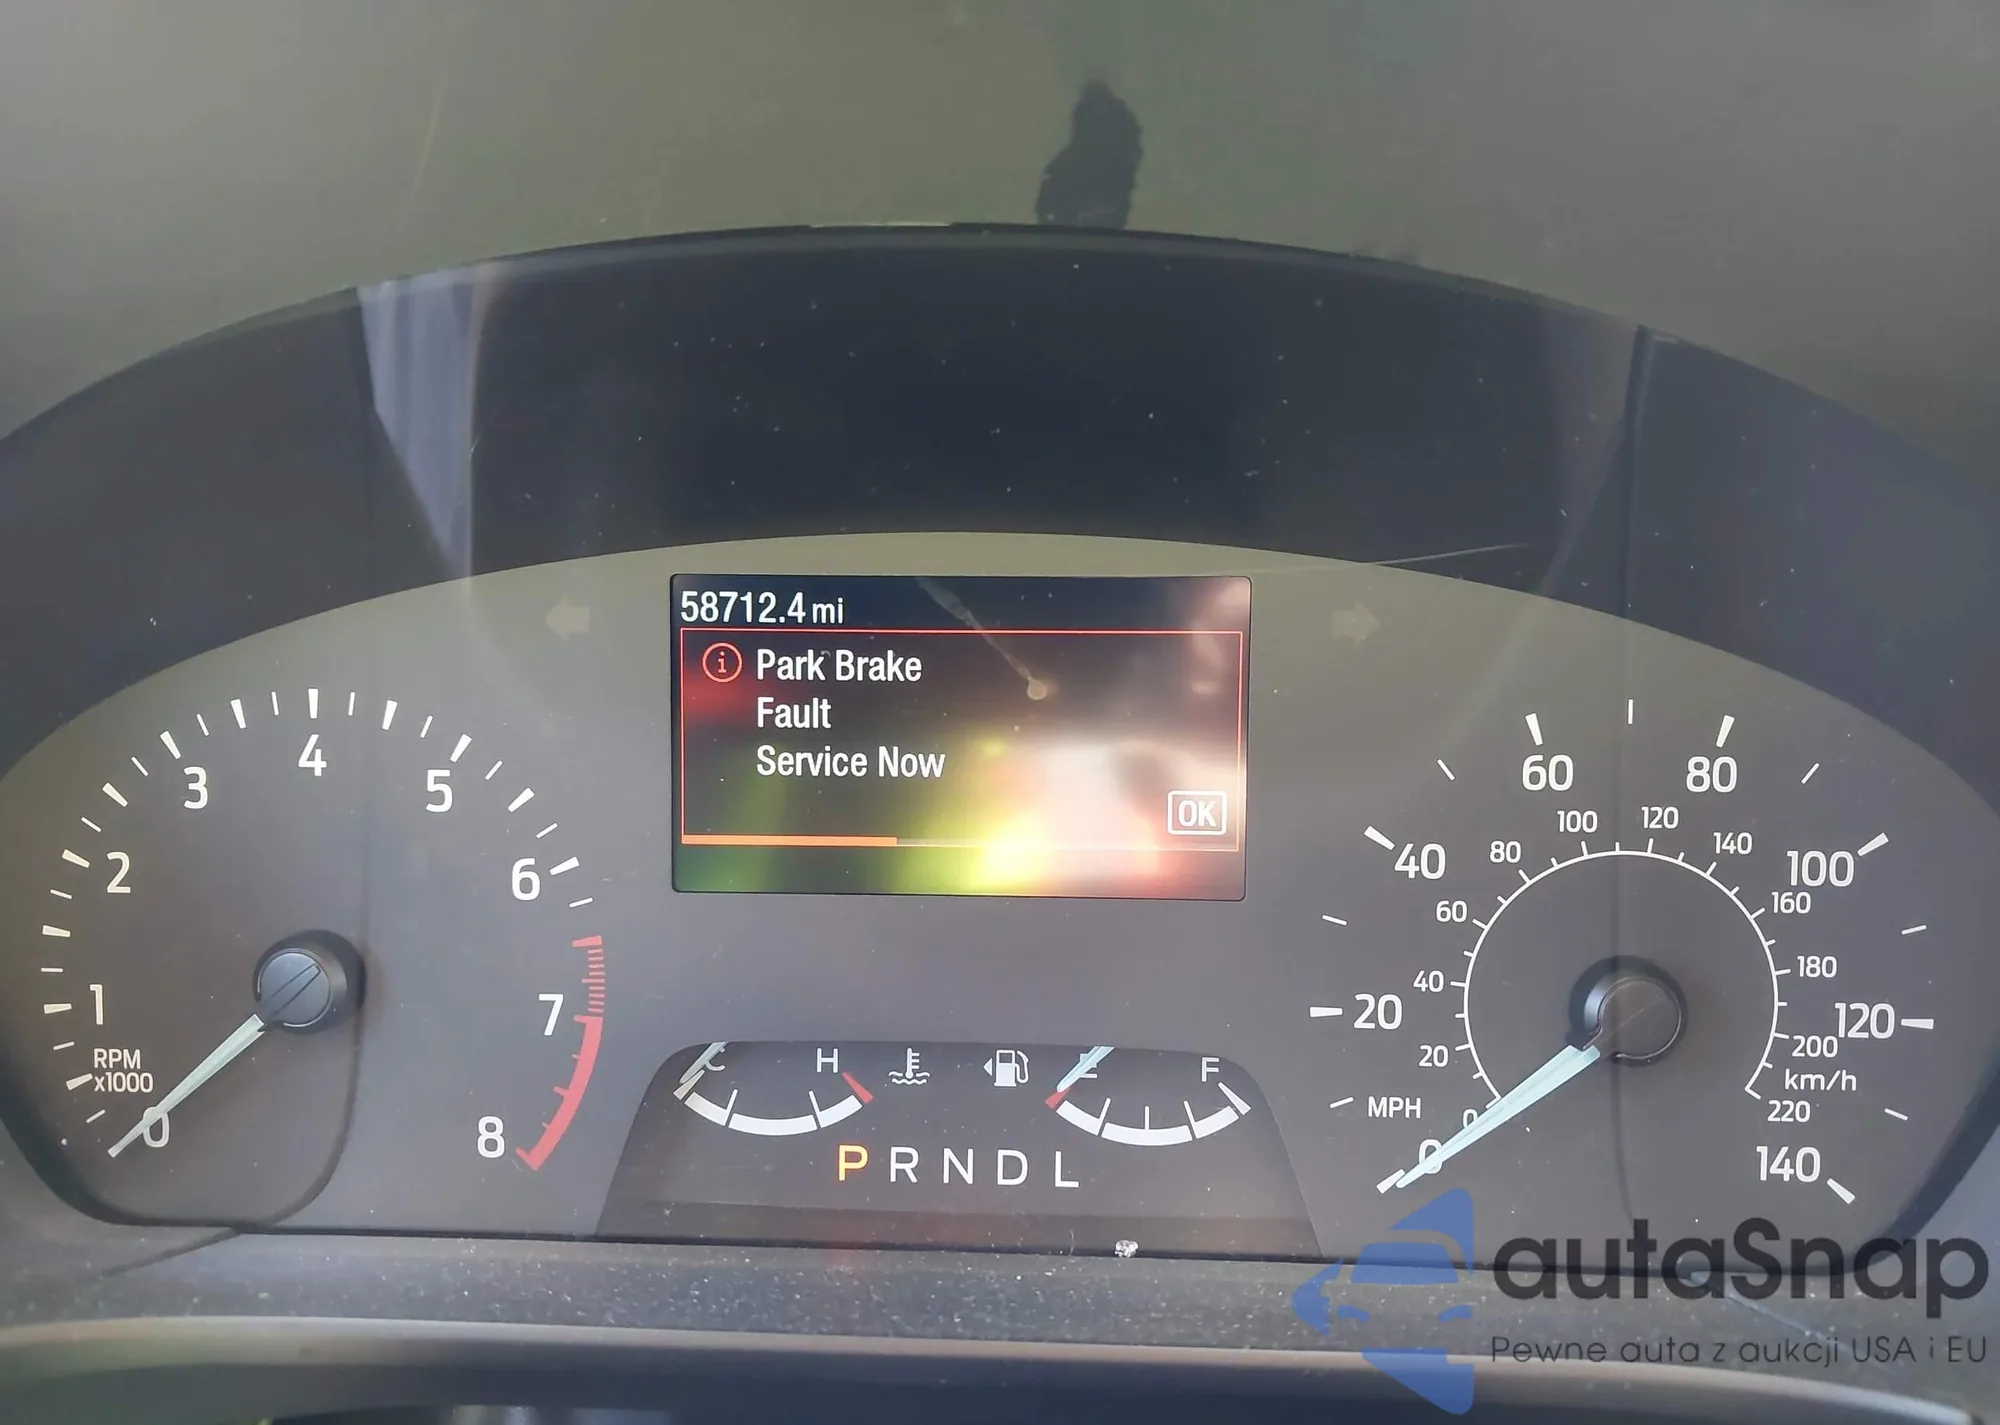 58712.4 mi
i Park Brake
Fault
Service Now
OK
0 1 2 3 4 5 6 7 8
RPM
x1000
C H
E F
P R N D L
0 20 40 60 80 100 120 140
MPH
0 20 40 60 80 100 120 140 160 180 200 220
km/h
autaSnap
Pewne auta z aukcji USA i EU